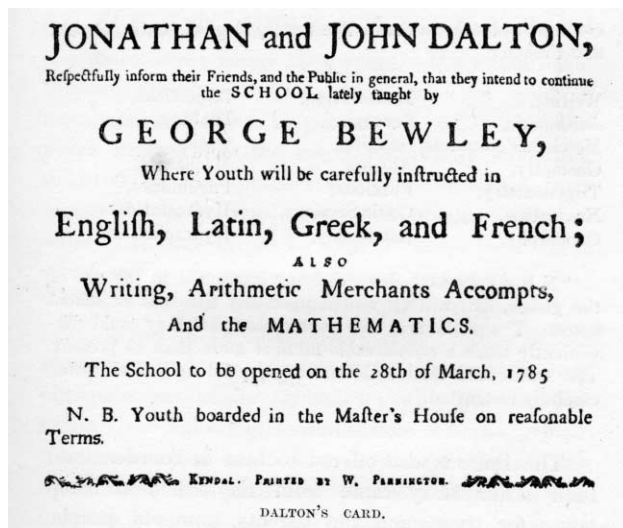 JONATHAN and JOHN DALTON,
Reſpectfully inform their Friends, and the Public in general, that they intend to continue
the SCHOOL lately taught by
GEORGE BEWLEY,
Where Youth will be carefully inſtructed in
Engliſh, Latin, Greek, and French;
ALSO
Writing, Arithmetic Merchants Accompts,
And the MATHEMATICS.
The School to be opened on the 28th of March, 1785
N. B. Youth boarded in the Maſter's Houſe on reaſonable
Terms.
KENDAL. PRINTED BY W. PENNINGTON.
DALTON'S CARD.